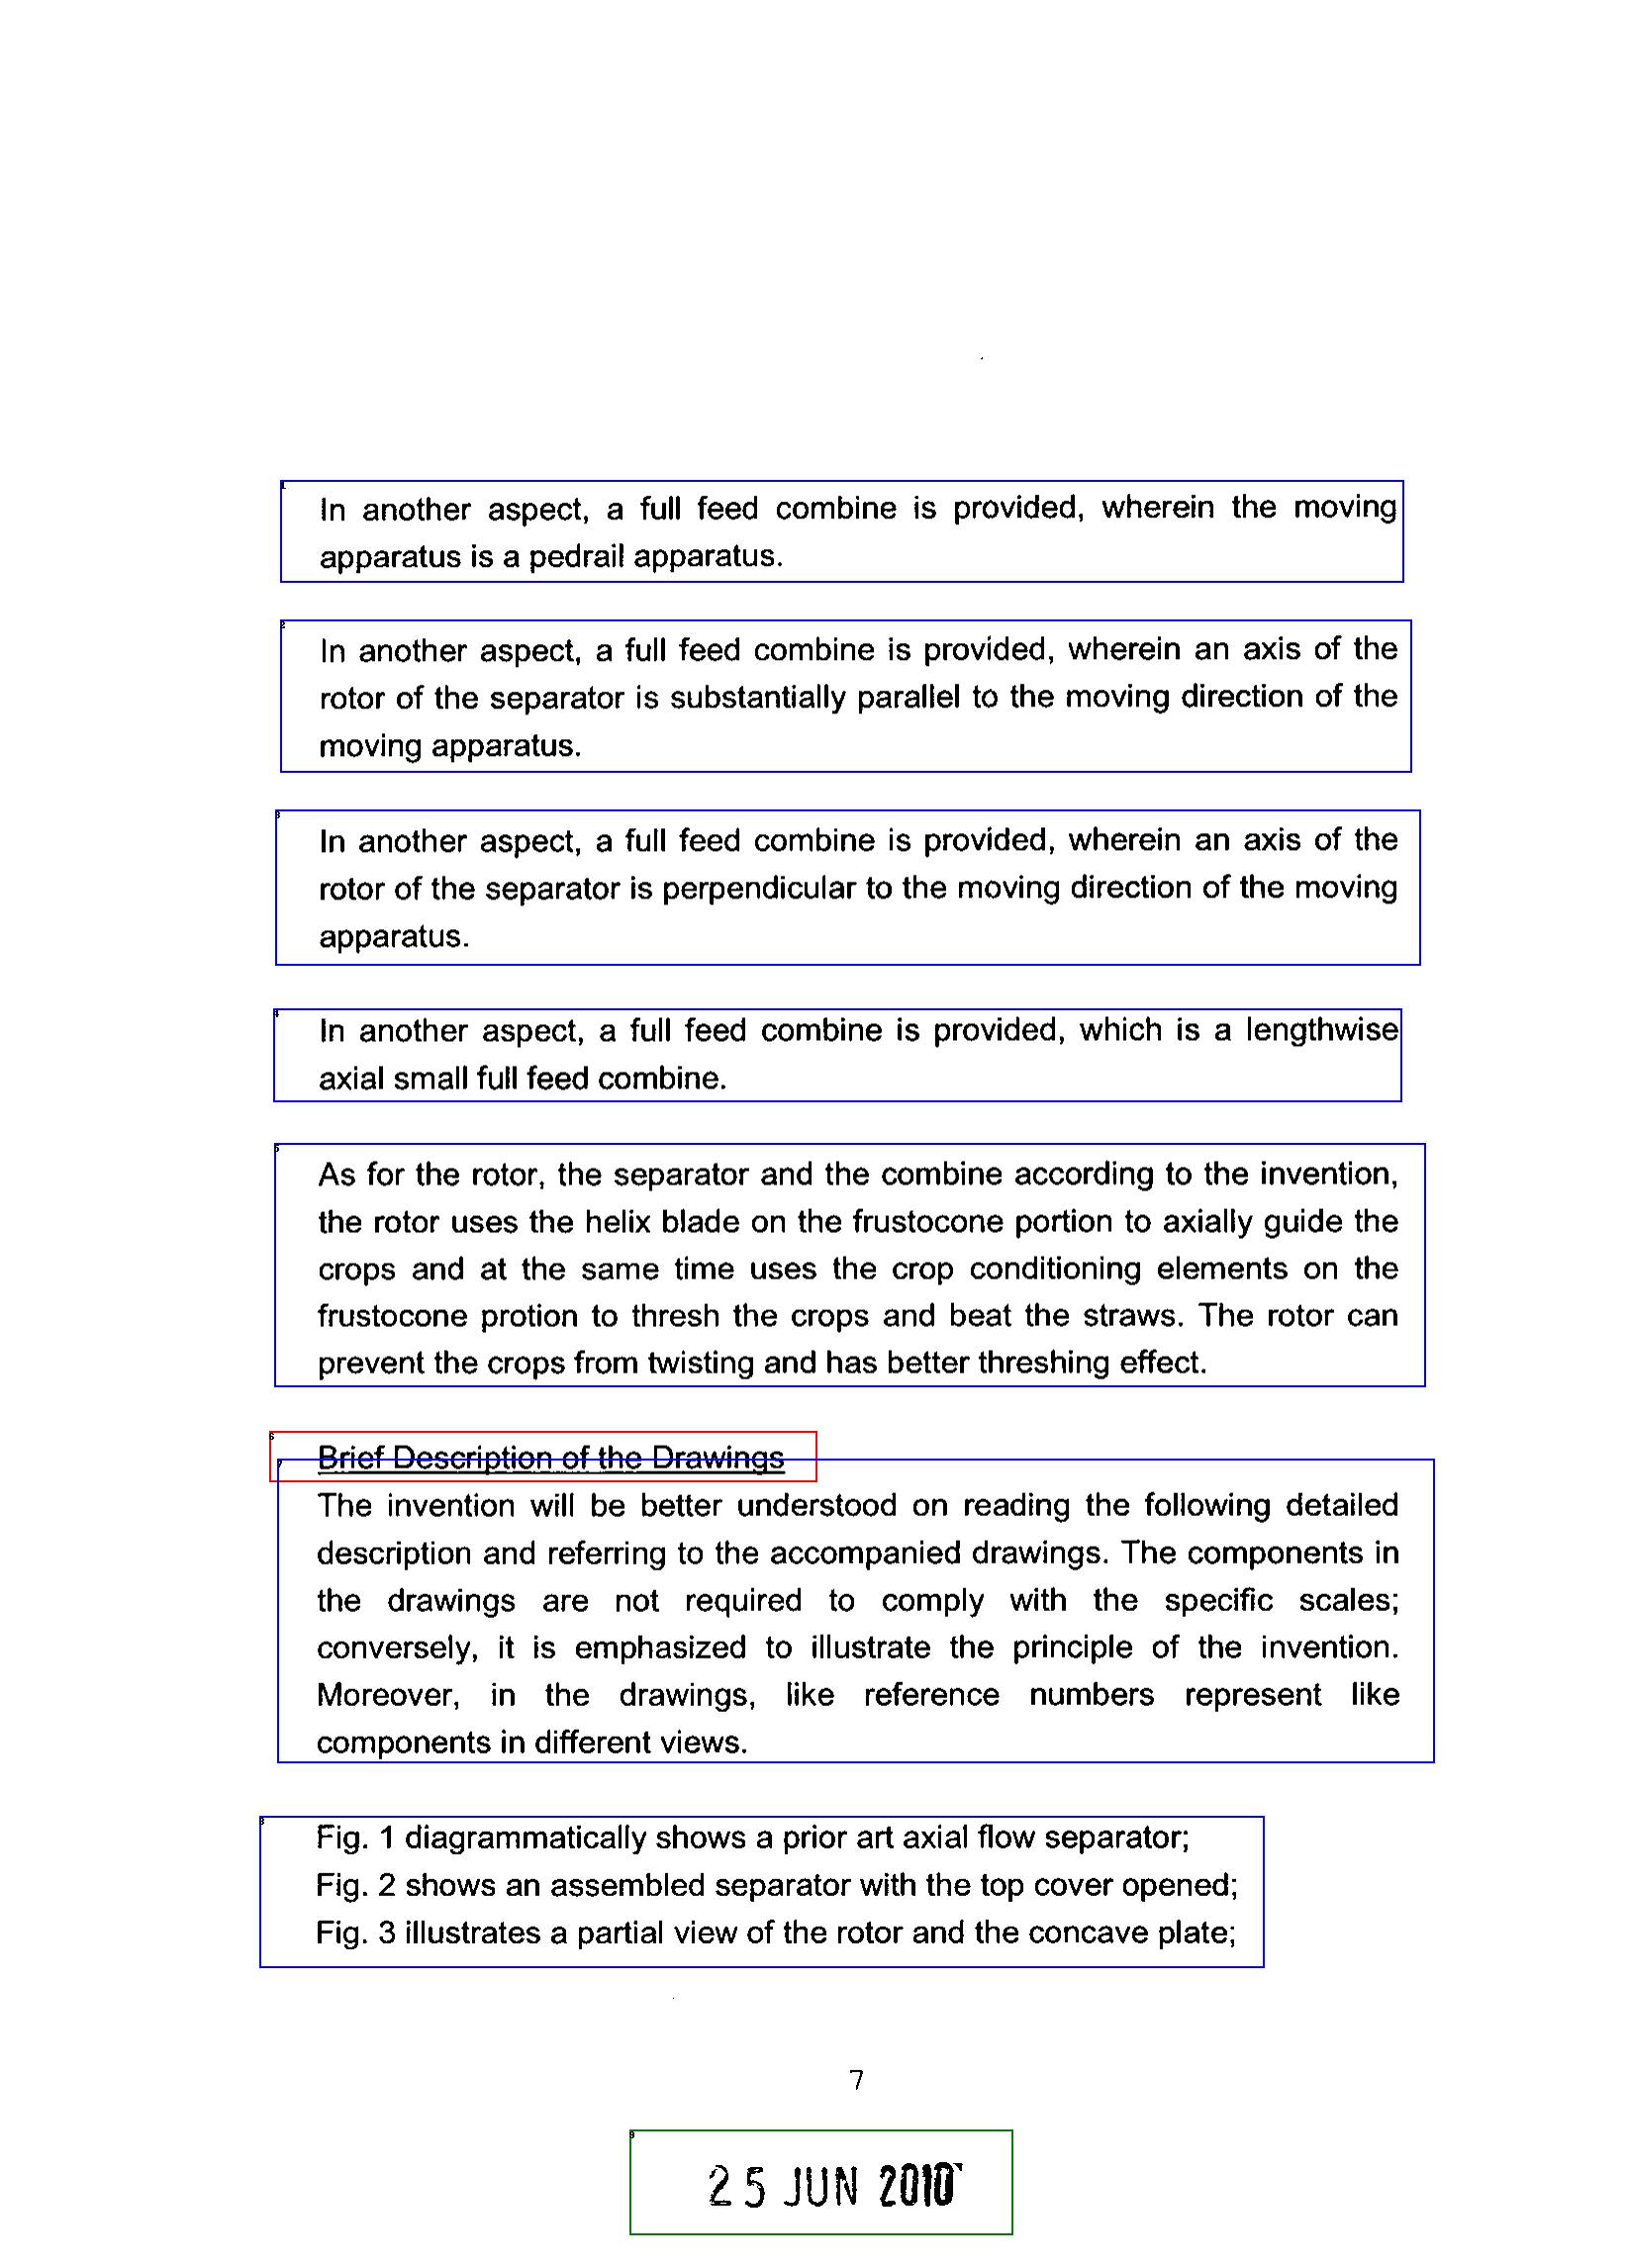 In another aspect, a full feed combine is provided, wherein the moving
apparatus is a pedrail apparatus.
In another aspect, a full feed combine is provided, wherein an axis of the
rotor of the separator is substantially parallel to the moving direction of the
moving apparatus.
In another aspect, a full feed combine is provided, wherein an axis of the
rotor of the separator is perpendicular to the moving direction of the moving
apparatus.
In another aspect, a full feed combine is provided, which is a lengthwise
axial small full feed combine.
As for the rotor, the separator and the combine according to the invention,
the rotor uses the helix blade on the frustocone portion to axially guide the
crops and at the same time uses the crop conditioning elements on the
frustocone protion to thresh the crops and beat the straws. The rotor can
prevent the crops from twisting and has better threshing effect.
Brief Description of the Drawings
The invention will be better understood on reading the following detailed
description and referring to the accompanied drawings. The components in
the drawings are not required to comply with the specific scales;
conversely, it is emphasized to illustrate the principle of the invention.
Moreover, in the drawings, like reference numbers represent like
components in different views.
Fig. 1 diagrammatically shows a prior art axial flow separator;
Fig. 2 shows an assembled separator with the top cover opened;
Fig. 3 illustrates a partial view of the rotor and the concave plate;
7
25 JUN 2010